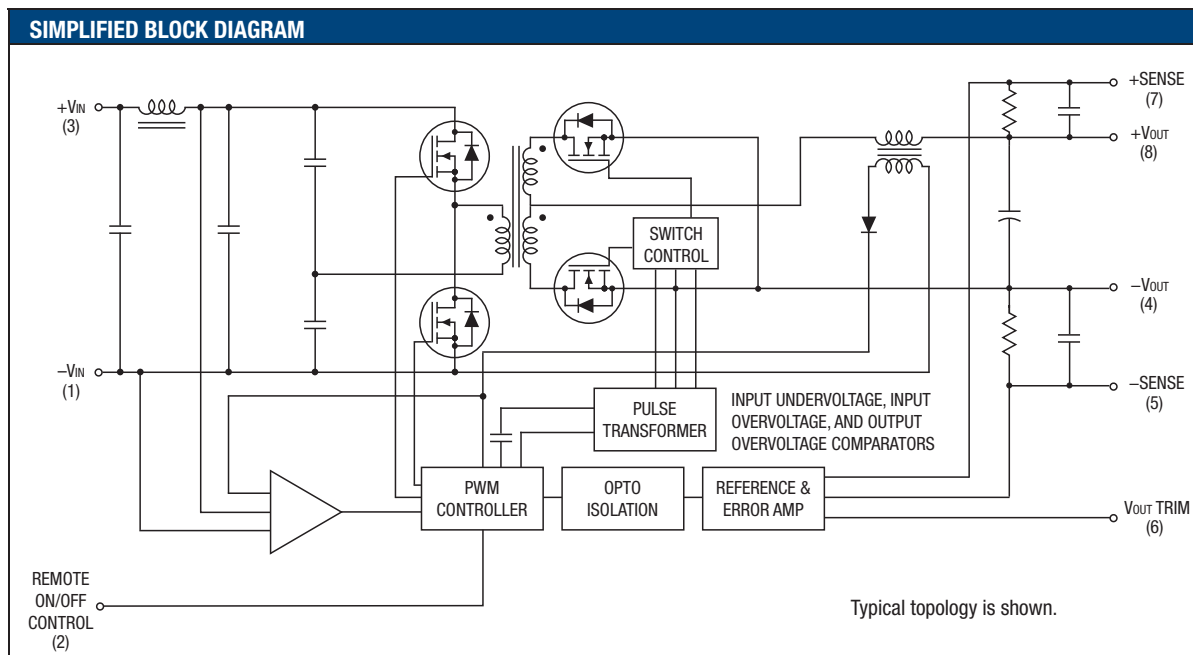 SIMPLIFIED BLOCK DIAGRAM
+VIN
(3)
+SENSE
(7)
+VOUT
(8)
SWITCH
CONTROL
−VOUT
(4)
−VIN
(1)
−SENSE
(5)
PULSE
TRANSFORMER
INPUT UNDERVOLTAGE, INPUT
OVERVOLTAGE, AND OUTPUT
OVERVOLTAGE COMPARATORS
PWM
CONTROLLER
OPTO
ISOLATION
REFERENCE &
ERROR AMP
VOUT TRIM
(6)
REMOTE
ON/OFF
CONTROL
(2)
Typical topology is shown.